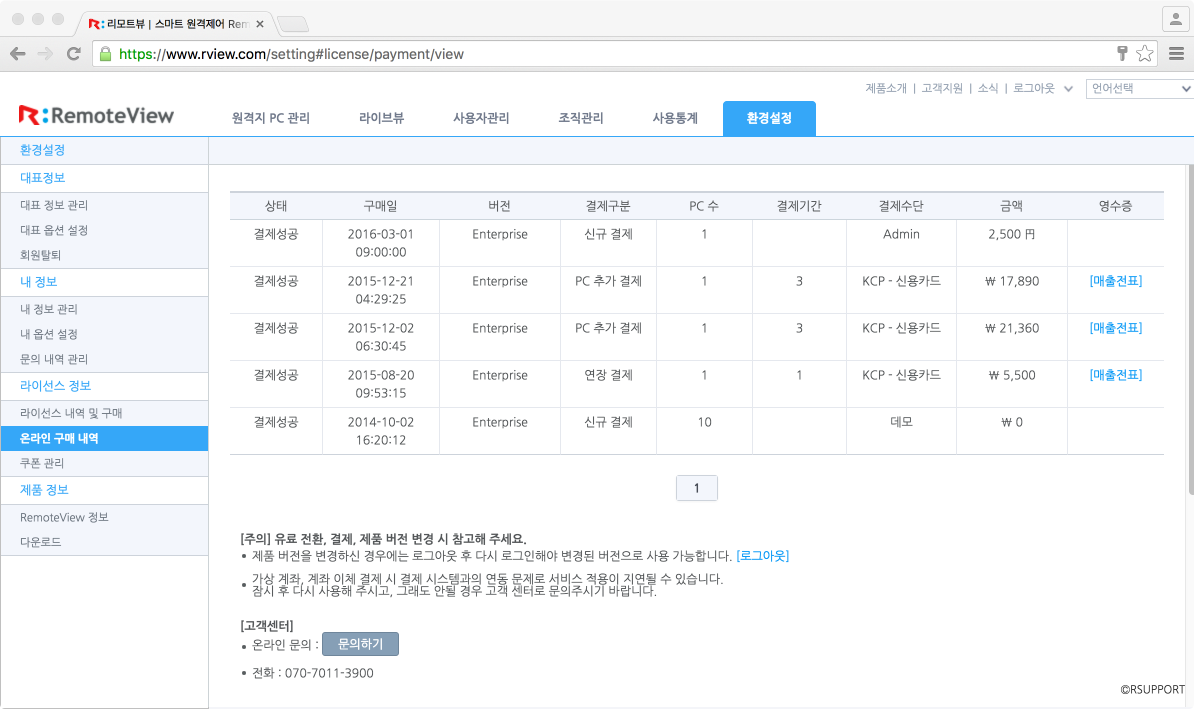 리모트뷰 | 스마트 원격제어 Rem
https://www.rview.com/setting#license/payment/view
제품소개 | 고객지원 | 소식 | 로그아웃 언어선택
R:RemoteView 원격지 PC 관리 라이브뷰 사용자관리 조직관리 사용통계 환경설정
환경설정
대표정보
대표 정보 관리
대표 옵션 설정
회원탈퇴
내 정보
내 정보 관리
내 옵션 설정
문의 내역 관리
라이선스 정보
라이선스 내역 및 구매
온라인 구매 내역
쿠폰 관리
제품 정보
RemoteView 정보
다운로드
상태 구매일 버전 결제구분 PC 수 결제기간 결제수단 금액 영수증
결제성공 2016-03-01 Enterprise 신규 결제 1 Admin 2,500 円
09:00:00
결제성공 2015-12-21 Enterprise PC 추가 결제 1 3 KCP - 신용카드 ₩ 17,890 [매출전표]
04:29:25
결제성공 2015-12-02 Enterprise PC 추가 결제 1 3 KCP - 신용카드 ₩ 21,360 [매출전표]
06:30:45
결제성공 2015-08-20 Enterprise 연장 결제 1 1 KCP - 신용카드 ₩ 5,500 [매출전표]
09:53:15
결제성공 2014-10-02 Enterprise 신규 결제 10 데모 ₩ 0
16:20:12
1
[주의] 유료 전환, 결제, 제품 버전 변경 시 참고해 주세요.
• 제품 버전을 변경하신 경우에는 로그아웃 후 다시 로그인해야 변경된 버전으로 사용 가능합니다. [로그아웃]
• 가상 계좌, 계좌 이체 결제 시 결제 시스템과의 연동 문제로 서비스 적용이 지연될 수 있습니다.
잠시 후 다시 사용해 주시고, 그래도 안될 경우 고객 센터로 문의주시기 바랍니다.
[고객센터]
• 온라인 문의 : 문의하기
• 전화 : 070-7011-3900
©RSUPPORT